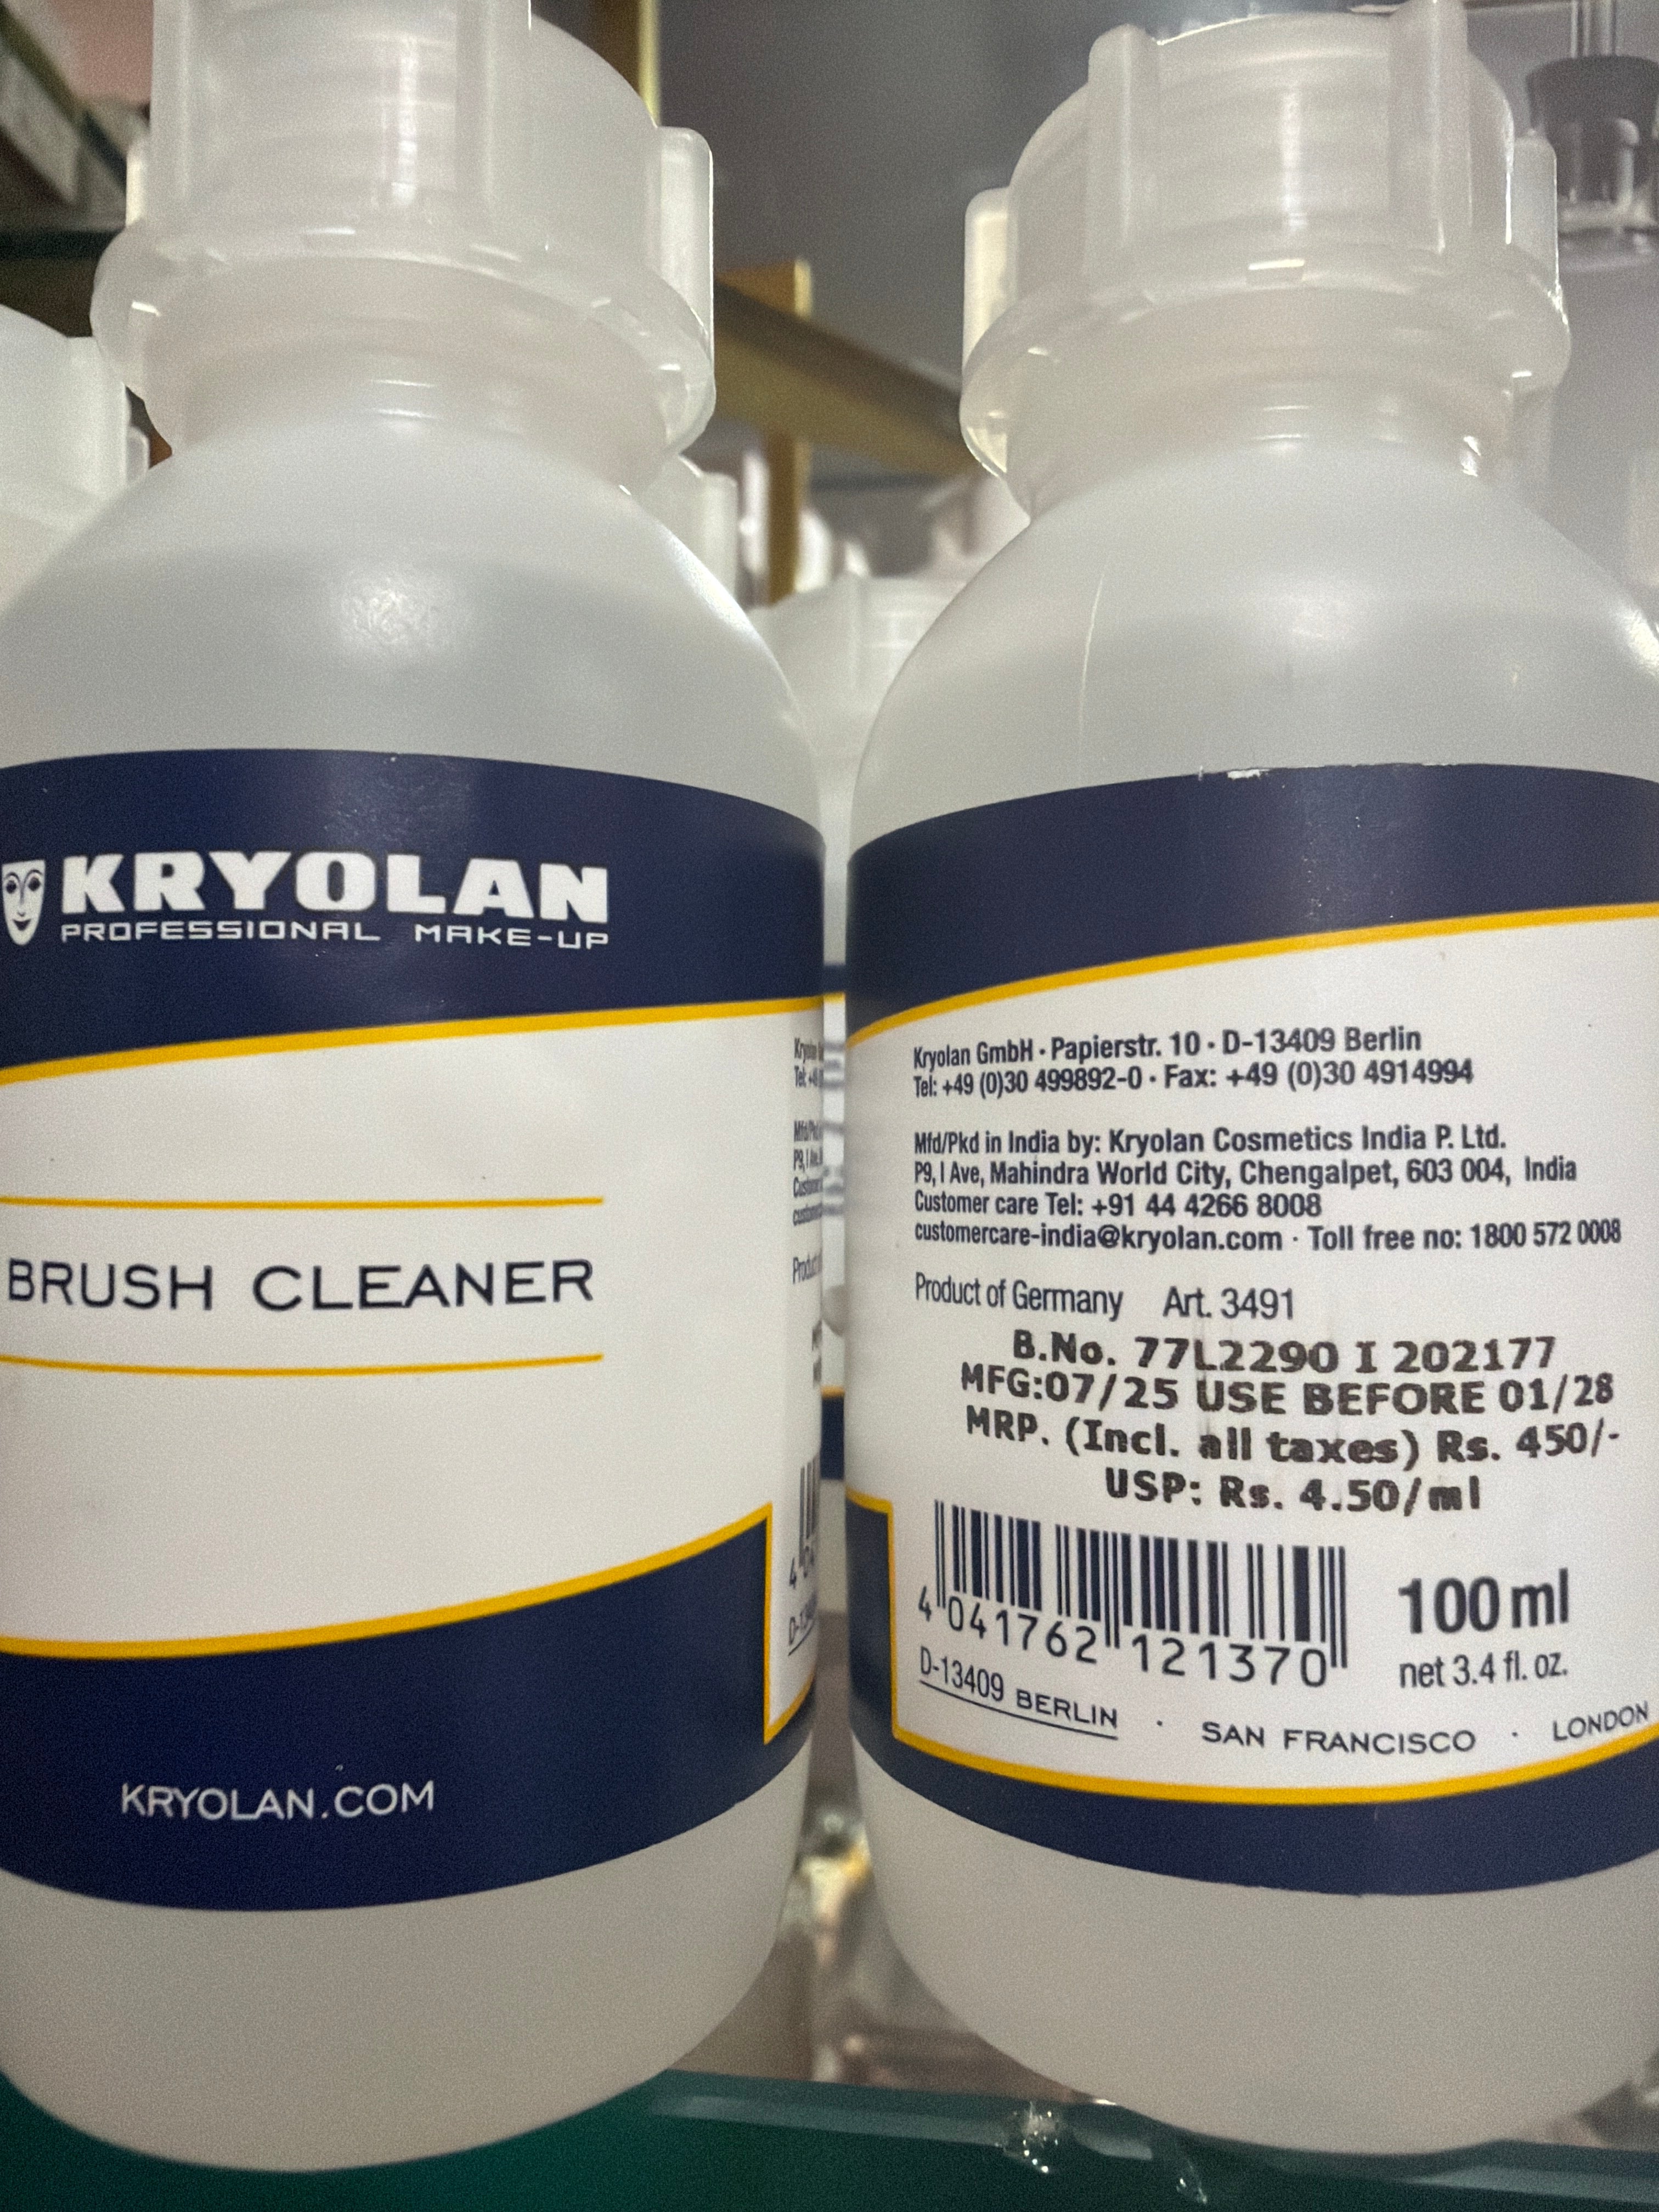 KRYOLAN
PROFESSIONAL MAKE-UP
BRUSH CLEANER
KRYOLAN.COM
Kryolan GmbH · Papierstr. 10 · D-13409 Berlin
Tel: +49 (0)30 499892-0 · Fax: +49 (0)30 4914994
Mfd/Pkd in India by: Kryolan Cosmetics India P. Ltd.
P9, I Ave, Mahindra World City, Chengalpet, 603 004, India
Customer care Tel: +91 44 4266 8008
customercare-india@kryolan.com · Toll free no: 1800 572 0008
Product of Germany Art. 3491
B.No. 77L2290 I 202177
MFG:07/25 USE BEFORE 01/28
MRP. (Incl. all taxes) Rs. 450/-
USP: Rs. 4.50/ml
4 041762 121370
100 ml
net 3.4 fl. oz.
D-13409 BERLIN · SAN FRANCISCO · LONDON